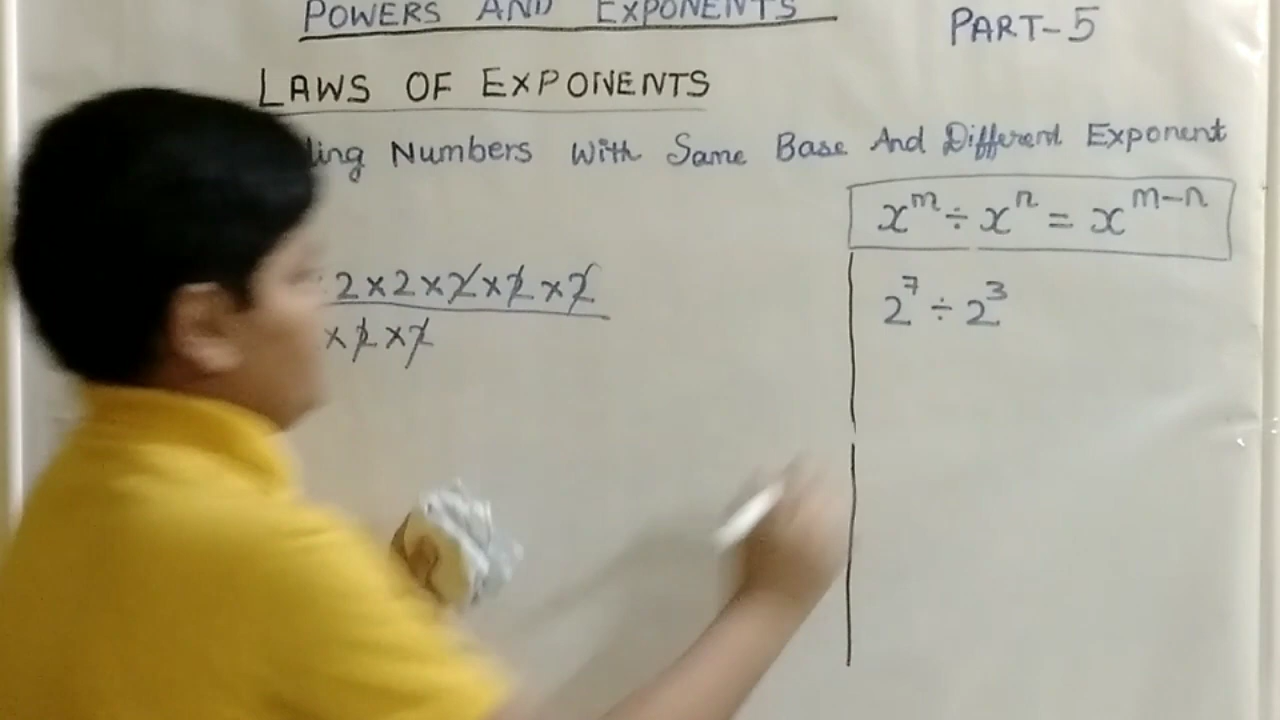 POWERS AND EXPONENTS
PART-5
LAWS OF EXPONENTS
Numbers With Same Base And Different Exponent
x^m ÷ x^n = x^(m-n)
2×2×2×2×2
×2×2
2^7 ÷ 2^3